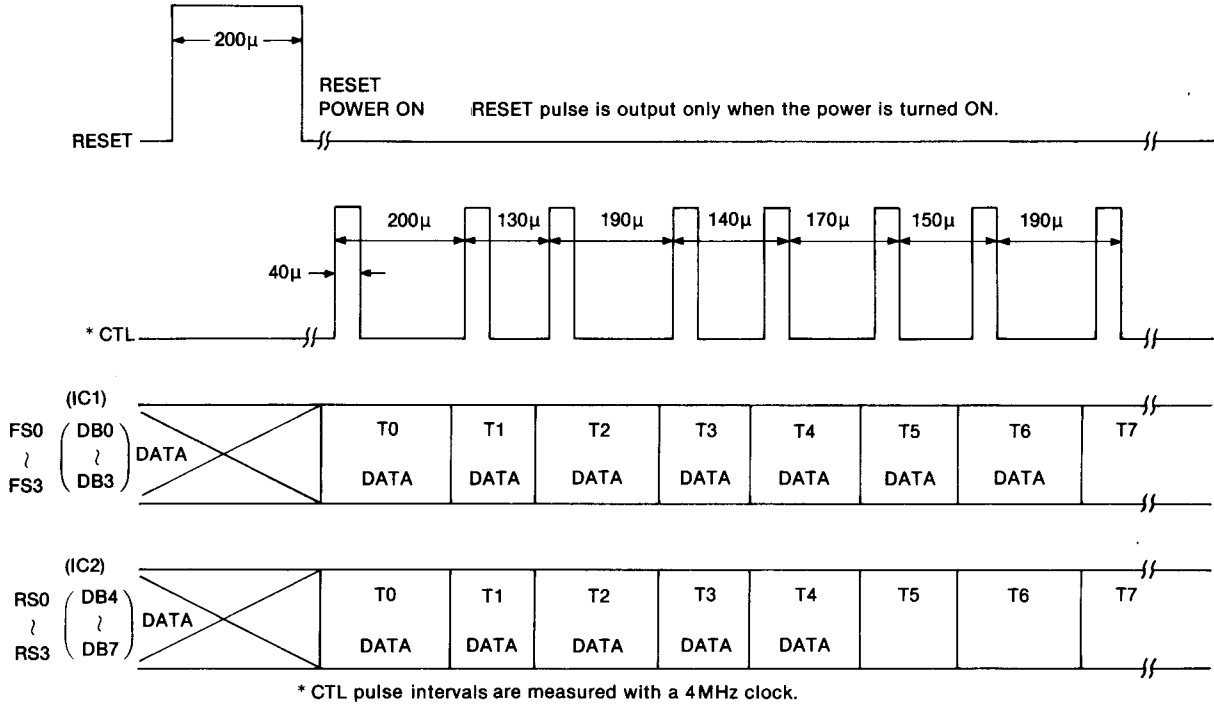 200μ
RESET
POWER ON RESET pulse is output only when the power is turned ON.
RESET
200μ 130μ 190μ 140μ 170μ 150μ 190μ
40μ
* CTL
(IC1)
FS0 ( DB0 T0 T1 T2 T3 T4 T5 T6 T7
~ ~ ) DATA
FS3 DB3 DATA DATA DATA DATA DATA DATA DATA
(IC2)
RS0 ( DB4 T0 T1 T2 T3 T4 T5 T6 T7
~ ~ ) DATA
RS3 DB7 DATA DATA DATA DATA DATA
* CTL pulse intervals are measured with a 4MHz clock.